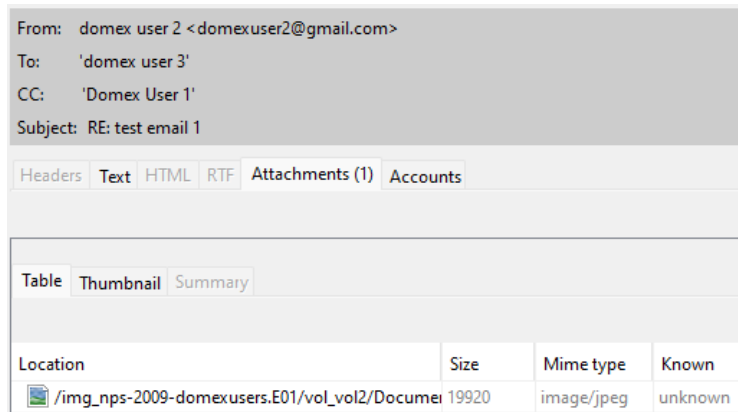 From: domex user 2 <domexuser2@gmail.com>
To: 'domex user 3'
CC: 'Domex User 1'
Subject: RE: test email 1
Headers Text HTML RTF Attachments (1) Accounts
Table Thumbnail Summary
Location Size Mime type Known
/img_nps-2009-domexusers.E01/vol_vol2/Documer 19920 image/jpeg unknown